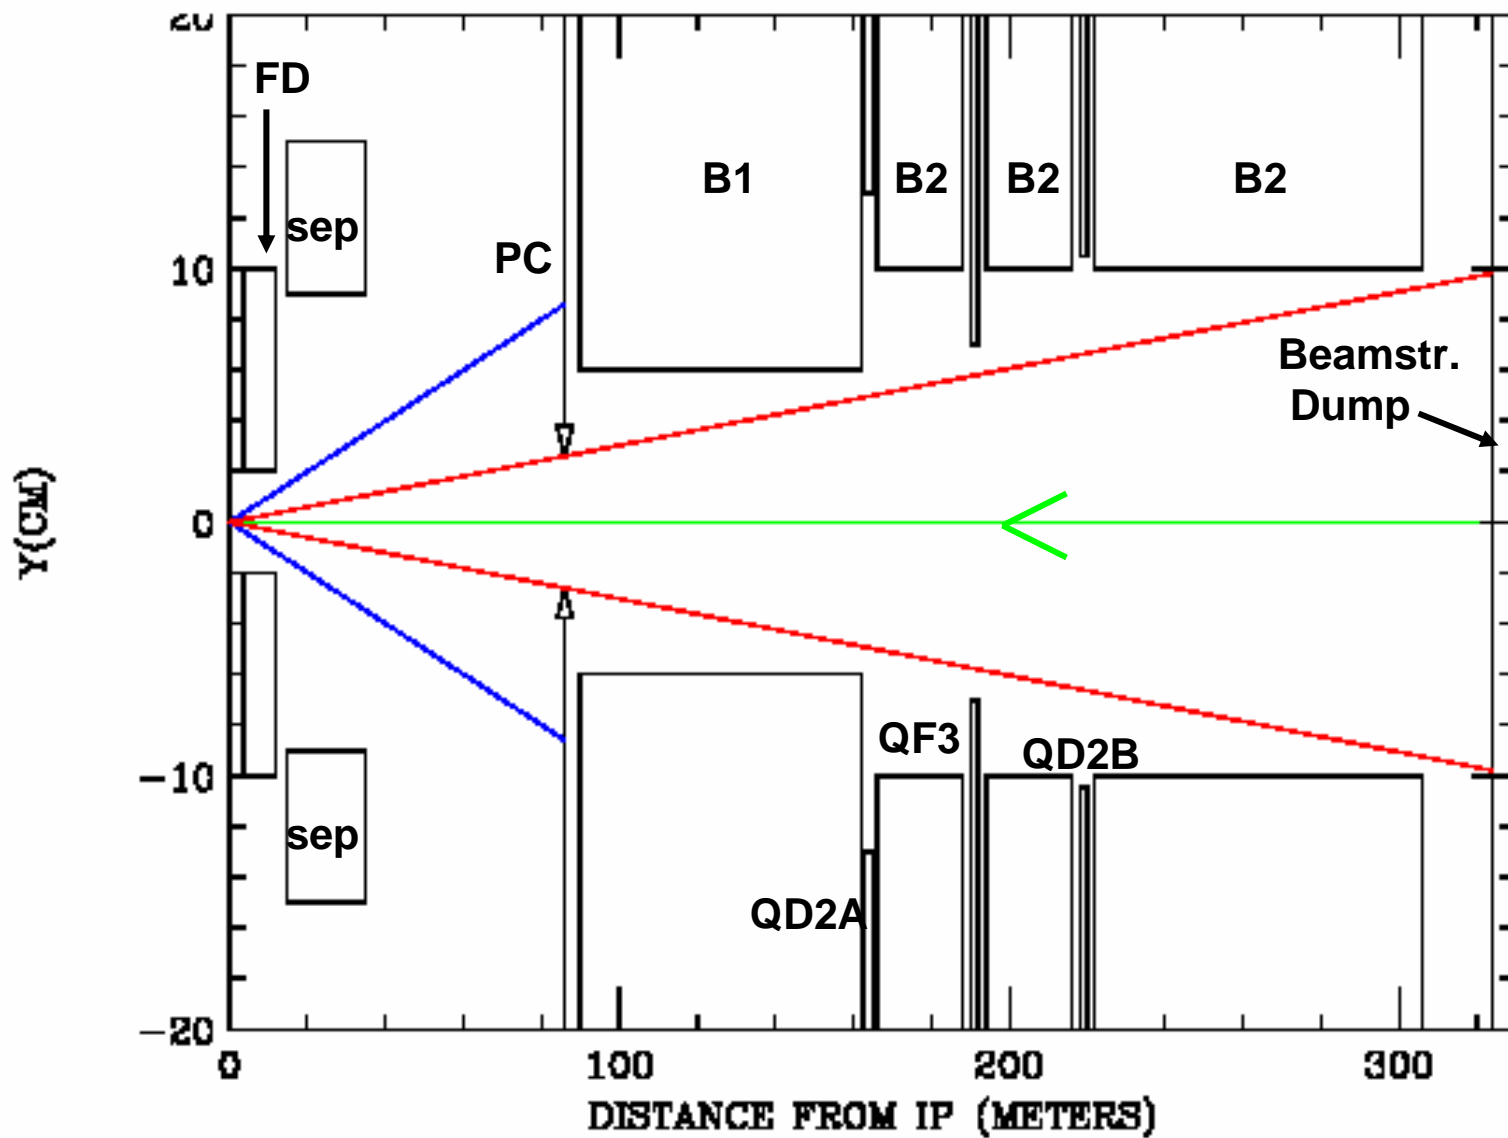 20
FD
B1
B2
B2
B2
sep
PC
10
Beamstr.
Dump
Y(CM)
0
QF3
QD2B
-10
sep
QD2A
-20
0
100
200
300
DISTANCE FROM IP (METERS)